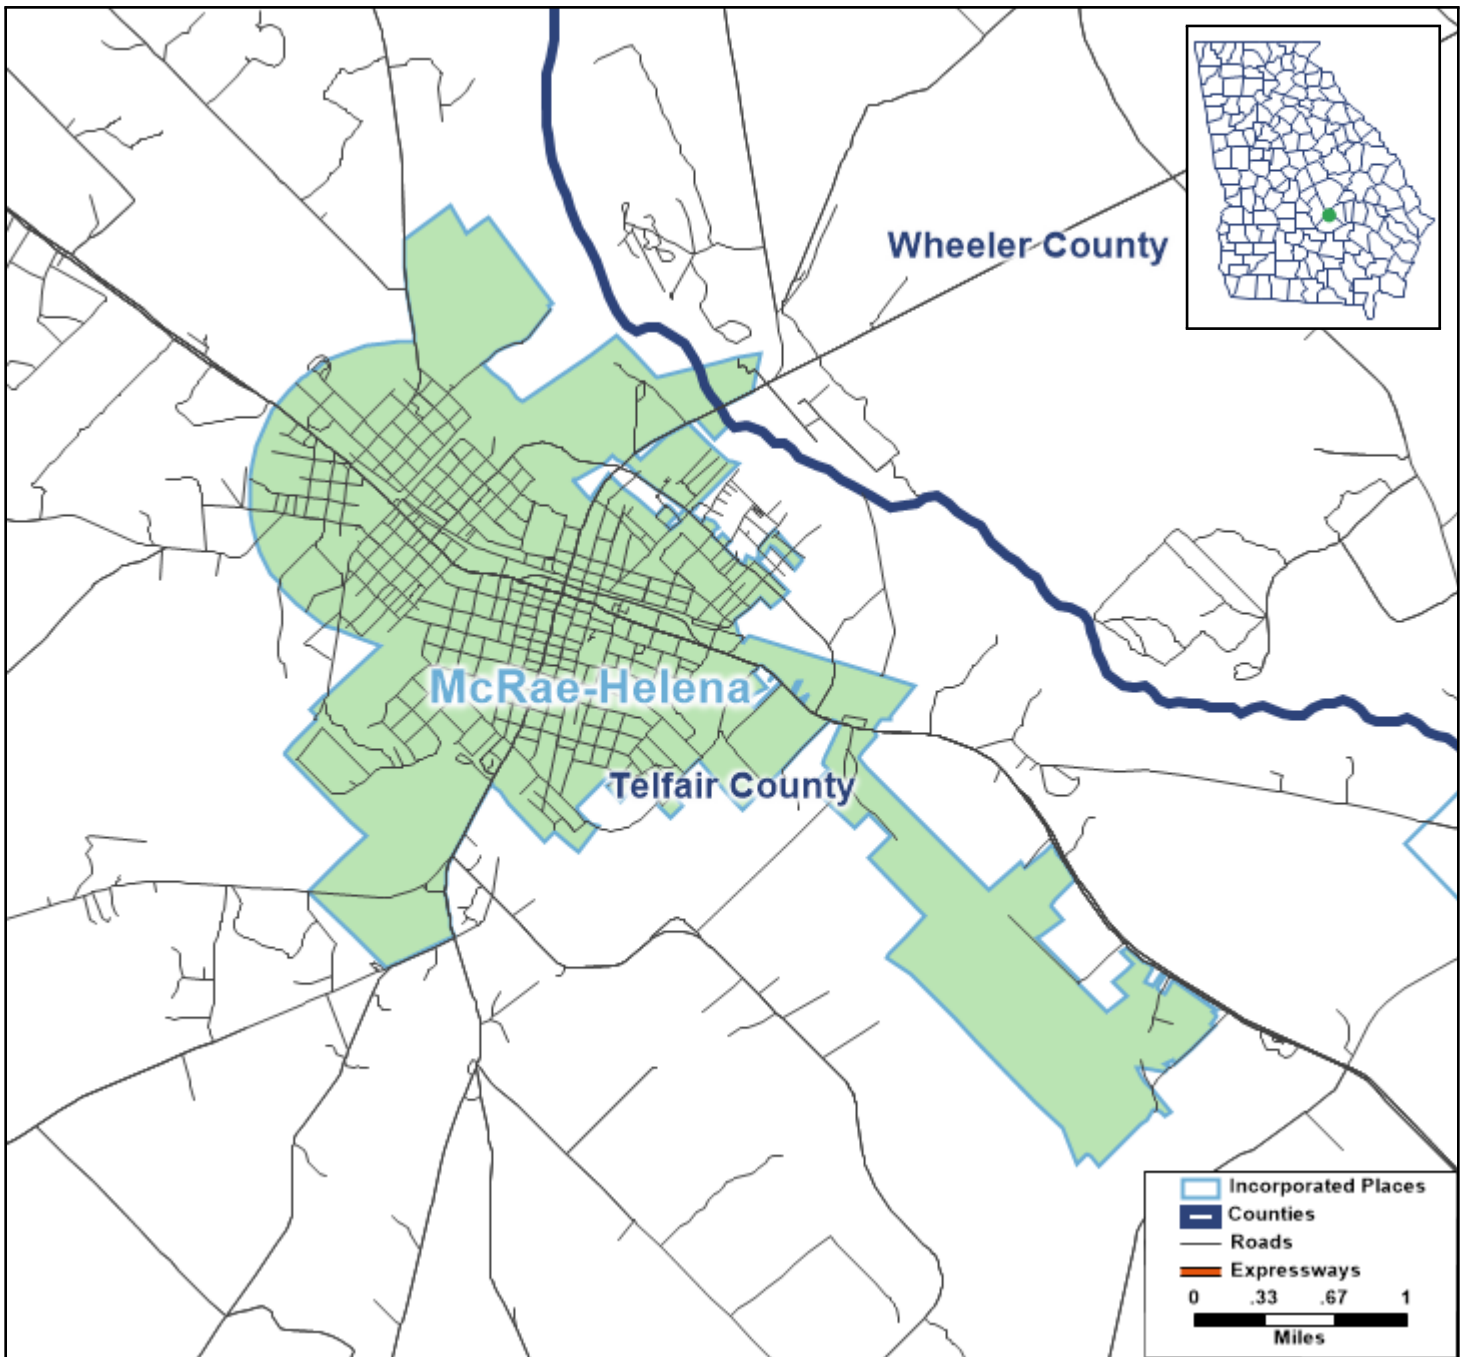 Wheeler County
McRae-Helena
Telfair County
Incorporated Places
Counties
Roads
Expressways
0 .33 .67 1
Miles